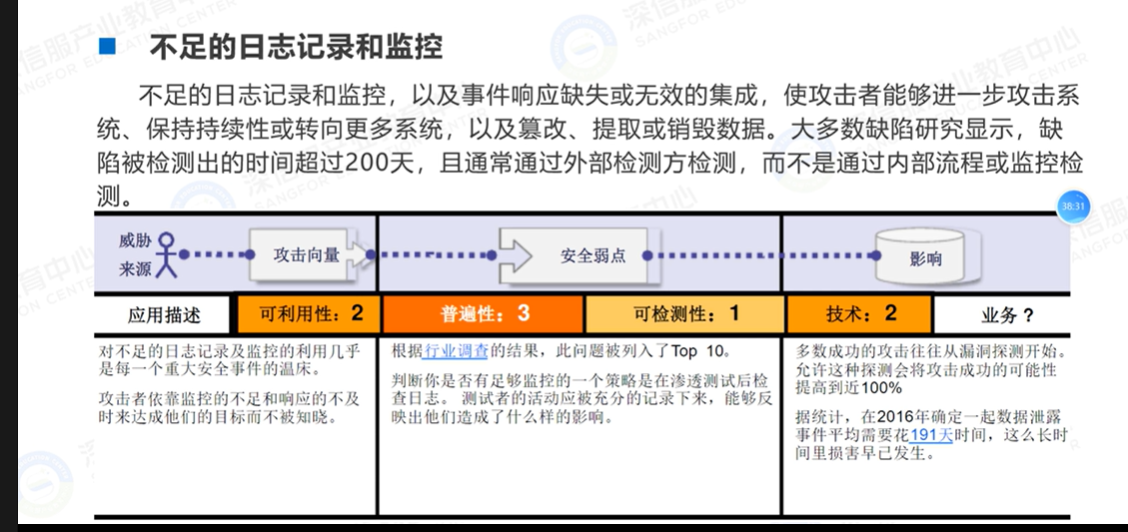 不足的日志记录和监控
不足的日志记录和监控，以及事件响应缺失或无效的集成，使攻击者能够进一步攻击系
统、保持持续性或转向更多系统，以及篡改、提取或销毁数据。大多数缺陷研究显示，缺
陷被检测出的时间超过200天，且通常通过外部检测方检测，而不是通过内部流程或监控检
测。
38:31
威胁
来源
攻击向量
安全弱点
影响
应用描述
可利用性：2
普遍性：3
可检测性：1
技术：2
业务？
对不足的日志记录及监控的利用几乎
是每一个重大安全事件的温床。
攻击者依靠监控的不足和响应的不及
时来达成他们的目标而不被知晓。
根据行业调查的结果，此问题被列入了Top 10。
判断你是否有足够监控的一个策略是在渗透测试后检
查日志。 测试者的活动应被充分的记录下来，能够反
映出他们造成了什么样的影响。
多数成功的攻击往往从漏洞探测开始。
允许这种探测会将攻击成功的可能性
提高到近100%
据统计，在2016年确定一起数据泄露
事件平均需要花191天时间，这么长时
间里损害早已发生。